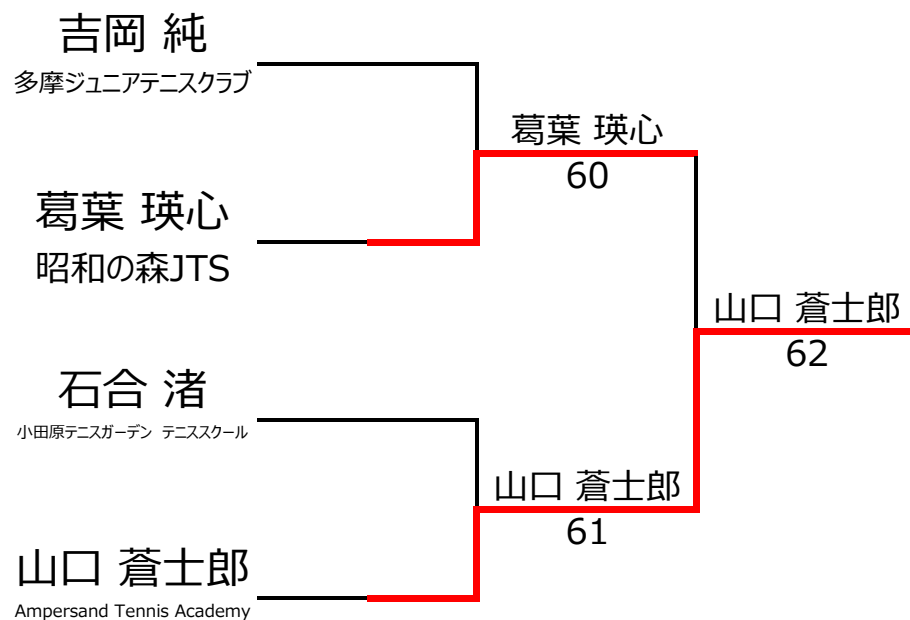 吉岡 純
多摩ジュニアテニスクラブ
葛葉 瑛心
60
葛葉 瑛心
昭和の森JTS
山口 蒼士郎
62
石合 渚
小田原テニスガーデン テニススクール
山口 蒼士郎
61
山口 蒼士郎
Ampersand Tennis Academy